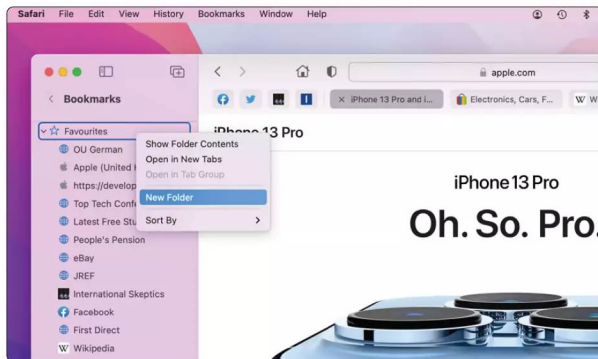 Safari File Edit View History Bookmarks Window Help
apple.com
Bookmarks
iPhone 13 Pro and i...
Electronics, Cars, F...
W
Favourites
iPhone 13 Pro
OU German
Show Folder Contents
Apple (United
Open in New Tabs
https://develop
Open in Tab Group
Top Tech
New Folder
Latest Free
Sort By
People's Pension
eBay
JREF
International Skeptics
Facebook
First Direct
Wikipedia
iPhone 13 Pro
Oh. So. Pro.